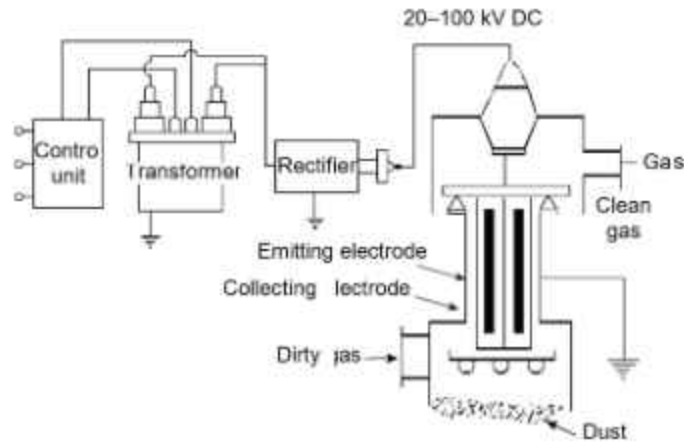 20–100 kV DC
Contro
unit
Transformer
Rectifier
Gas
Clean
gas
Emitting electrode
Collecting lectrode
Dirty gas
Dust